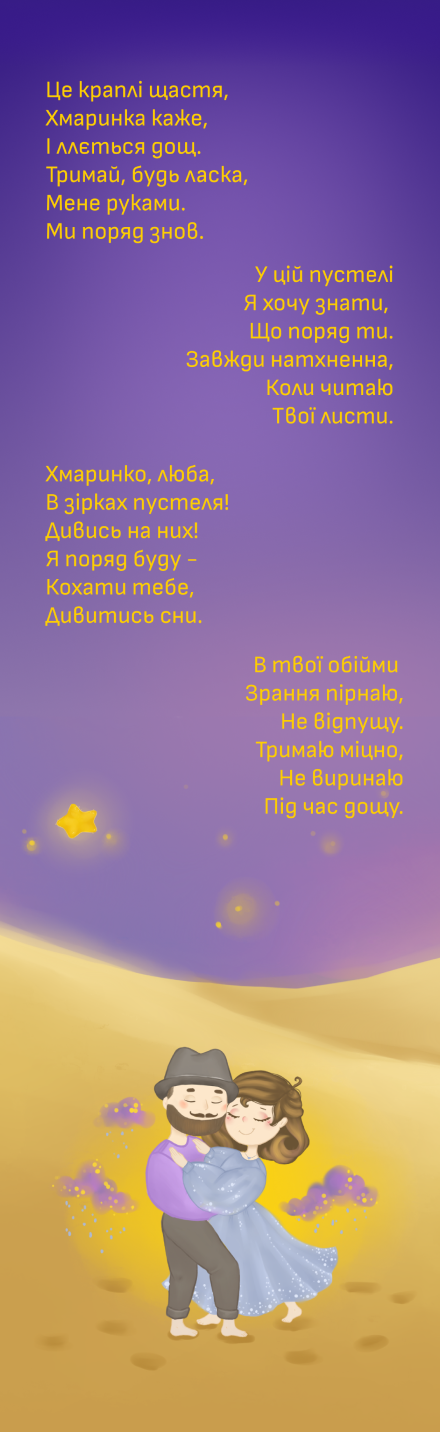 Це краплі щастя,
Хмаринка каже,
І ллється дощ.
Тримай, будь ласка,
Мене руками.
Ми поряд знов.
У цій пустелі
Я хочу знати,
Що поряд ти.
Завжди натхненна,
Коли читаю
Твої листи.
Хмаринко, люба,
В зірках пустеля!
Дивись на них!
Я поряд буду –
Кохати тебе,
Дивитись сни.
В твої обійми
Зрання пірнаю,
Не відпущу.
Тримаю міцно,
Не виринаю
Під час дощу.